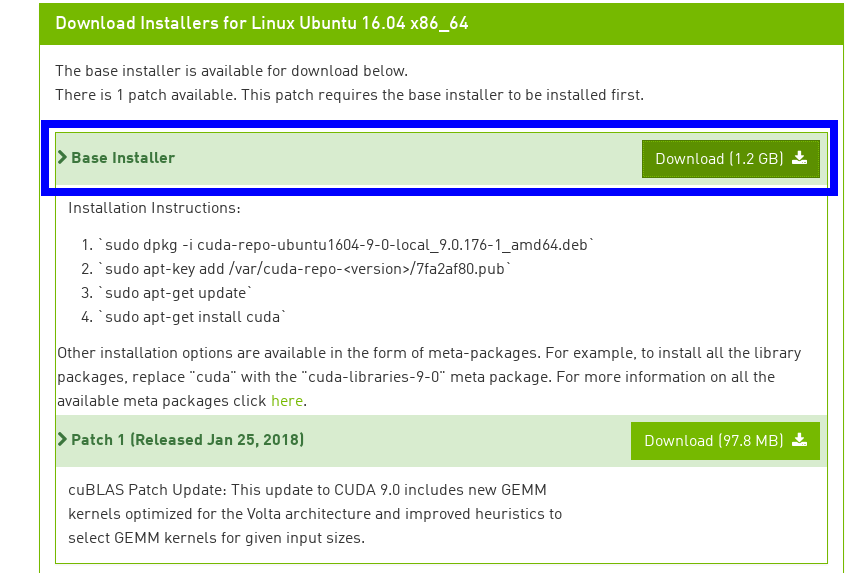 Download Installers for Linux Ubuntu 16.04 x86_64
The base installer is available for download below.
There is 1 patch available. This patch requires the base installer to be installed first.
Base Installer
Download (1.2 GB)
Installation Instructions:
1. `sudo dpkg -i cuda-repo-ubuntu1604-9-0-local_9.0.176-1_amd64.deb`
2. `sudo apt-key add /var/cuda-repo-<version>/7fa2af80.pub`
3. `sudo apt-get update`
4. `sudo apt-get install cuda`
Other installation options are available in the form of meta-packages. For example, to install all the library
packages, replace "cuda" with the "cuda-libraries-9-0" meta package. For more information on all the
available meta packages click here.
Patch 1 (Released Jan 25, 2018)
Download (97.8 MB)
cuBLAS Patch Update: This update to CUDA 9.0 includes new GEMM
kernels optimized for the Volta architecture and improved heuristics to
select GEMM kernels for given input sizes.